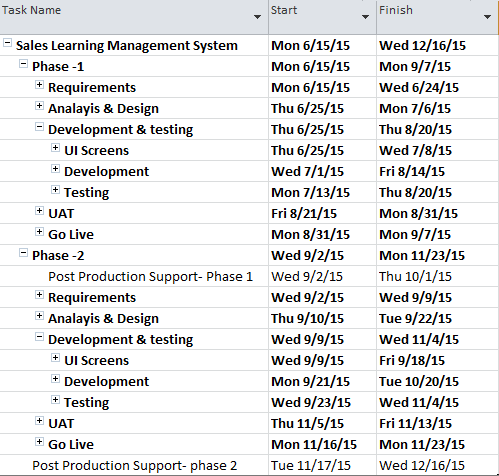 Task Name Start Finish
Sales Learning Management System Mon 6/15/15 Wed 12/16/15
Phase -1 Mon 6/15/15 Mon 9/7/15
Requirements Mon 6/15/15 Wed 6/24/15
Analayis & Design Thu 6/25/15 Mon 7/6/15
Development & testing Thu 6/25/15 Thu 8/20/15
UI Screens Thu 6/25/15 Wed 7/8/15
Development Wed 7/1/15 Fri 8/14/15
Testing Mon 7/13/15 Thu 8/20/15
UAT Fri 8/21/15 Mon 8/31/15
Go Live Mon 8/31/15 Mon 9/7/15
Phase -2 Wed 9/2/15 Mon 11/23/15
Post Production Support- Phase 1 Wed 9/2/15 Thu 10/1/15
Requirements Wed 9/2/15 Wed 9/9/15
Analayis & Design Thu 9/10/15 Tue 9/22/15
Development & testing Wed 9/9/15 Wed 11/4/15
UI Screens Wed 9/9/15 Fri 9/18/15
Development Mon 9/21/15 Tue 10/20/15
Testing Wed 9/23/15 Wed 11/4/15
UAT Thu 11/5/15 Fri 11/13/15
Go Live Mon 11/16/15 Mon 11/23/15
Post Production Support- phase 2 Tue 11/17/15 Wed 12/16/15